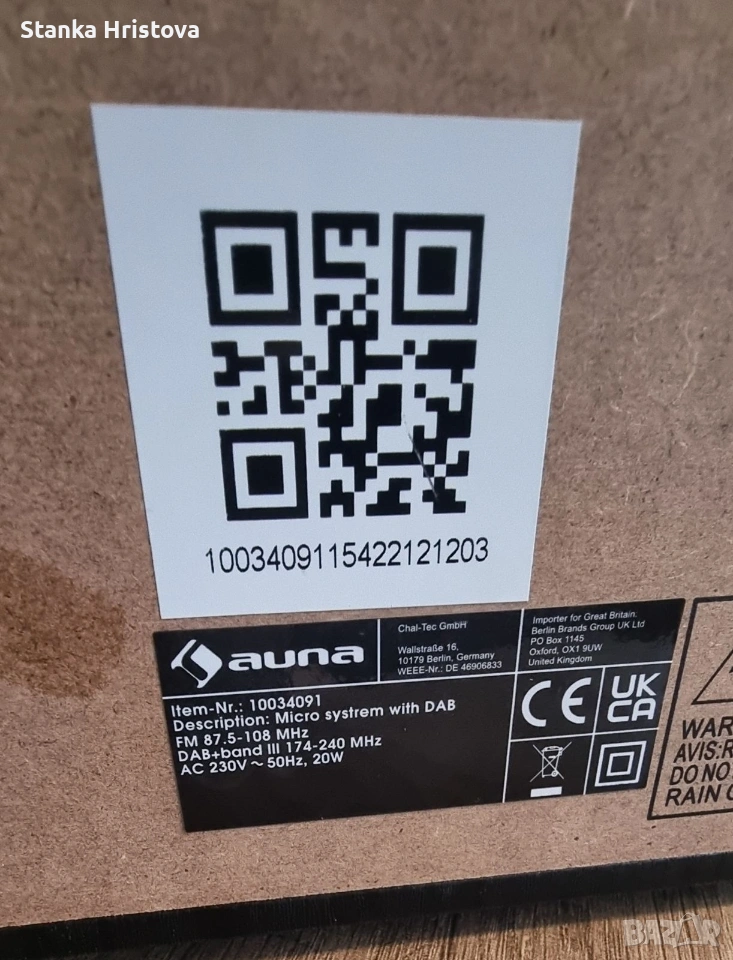 Stanka Hristova
1003409115422121203
auna
Chal-Tec GmbH
Wallstraße 16,
10179 Berlin, Germany
WEEE-Nr.: DE 46906833
Importer for Great Britain:
Berlin Brands Group UK Ltd
PO Box 1145
Oxford, OX1 9UW
United Kingdom
Item-Nr.: 10034091
Description: Micro systrem with DAB
FM 87.5-108 MHz
DAB+band III 174-240 MHz
AC 230V ~ 50Hz, 20W
CE
UK
CA
WAR
AVIS:R
DO NO
RAIN
BAZAR